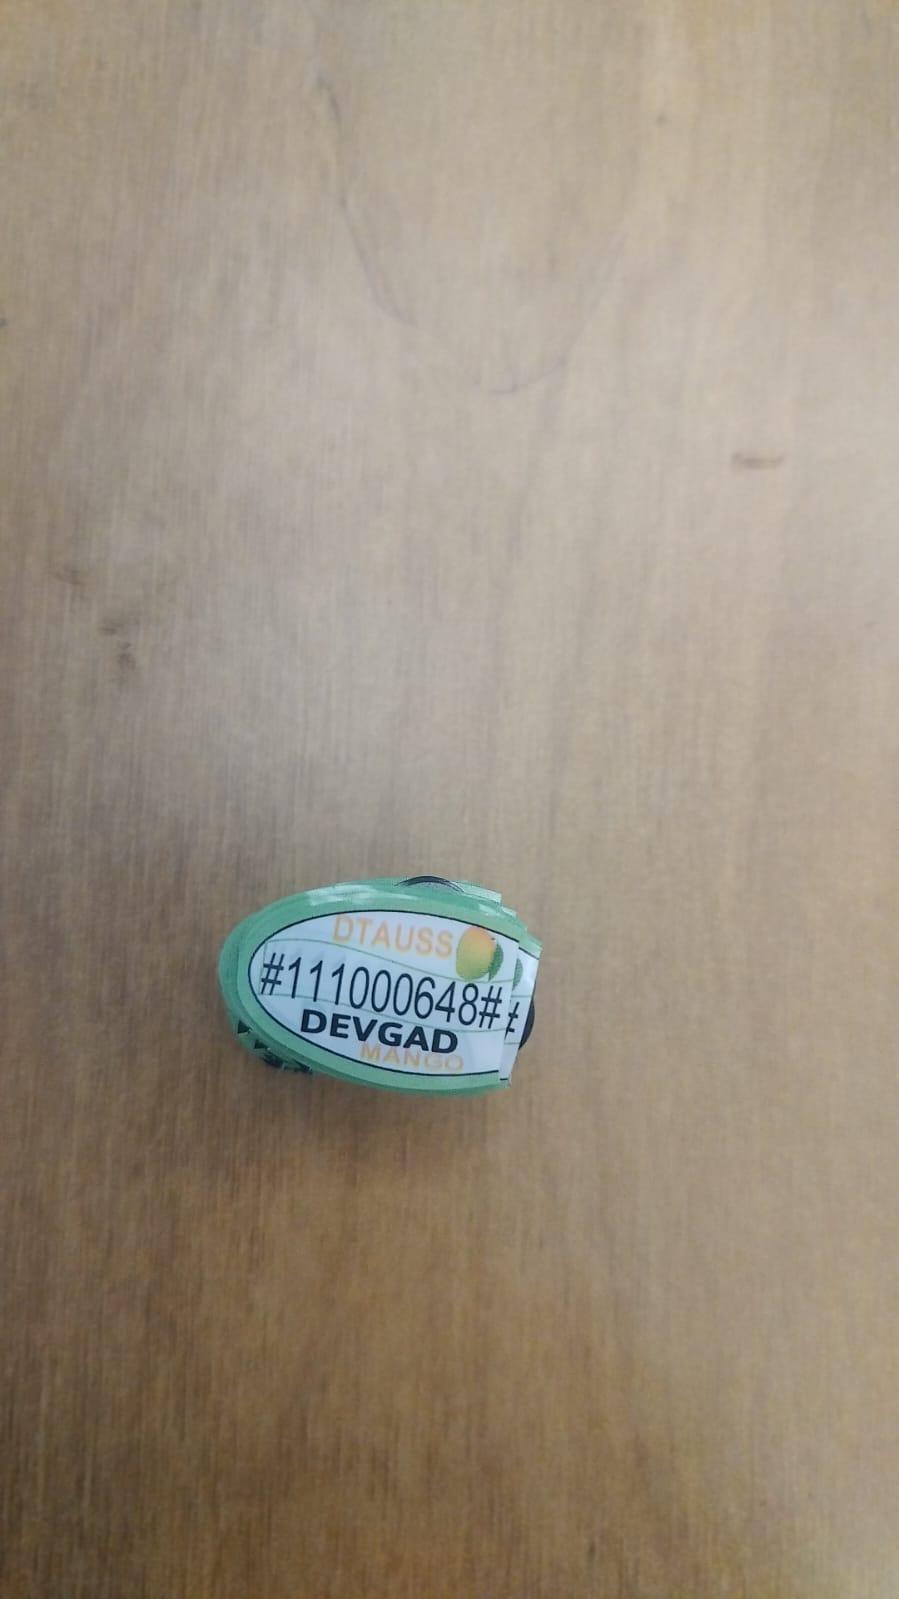 DTAUSS
#111000648#
DEVGAD
MANGO